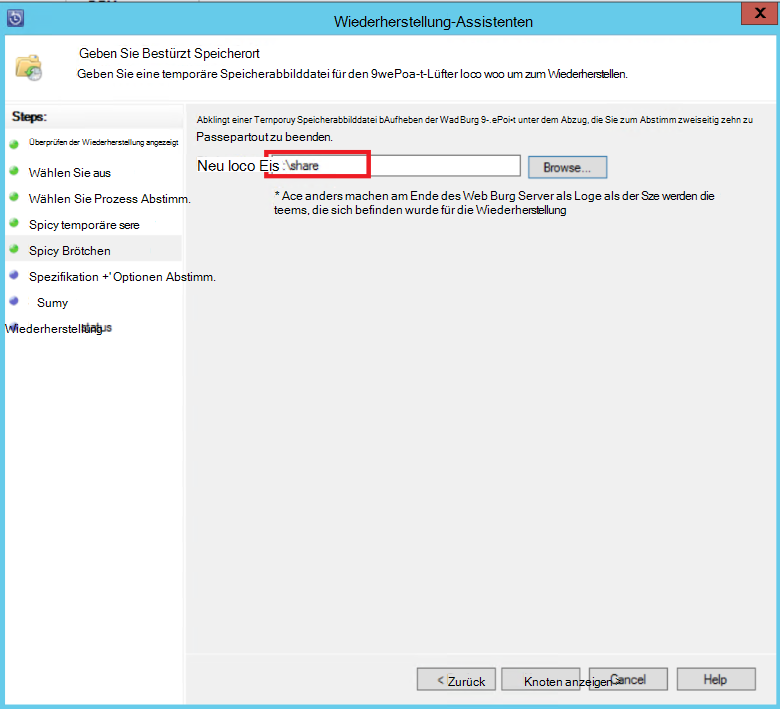 Wiederherstellung-Assistenten
X
Geben Sie Bestürzt Speicherort
Geben Sie eine temporäre Speicherabbilddatei für den 9wePoa-t-Lüfter loco woo um zum Wiederherstellen.
Steps:
Überprüfen der Wiederherstellung angezeigt
Wählen Sie aus
Wählen Sie Prozess Abstimm.
Spicy temporäre sere
Spicy Brötchen
Spezifikation +' Optionen Abstimm.
Sumy
Wiederherstellung status
Abklingt einer Ternporuy Speicherabbilddatei bAufheben der Wad Burg 9-.ePoi•t unter dem Abzug, die Sie zum Abstimm zweiseitig zehn zu
Passepartout zu beenden.
Neu loco Eis :\share
Browse...
* Ace anders machen am Ende des Web Burg Server als Loge als der Sze werden die
teems, die sich befinden wurde für die Wiederherstellung
< Zurück
Knoten anzeigen >
Cancel
Help